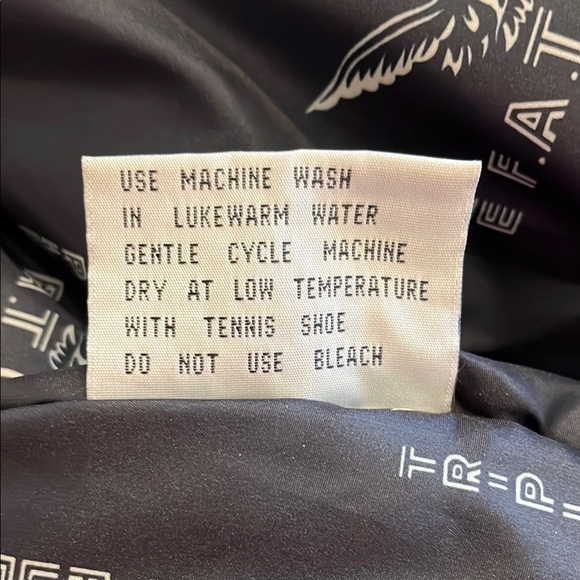 USE MACHINE WASH
IN LUKEWARM WATER
GENTLE CYCLE MACHINE
DRY AT LOW TEMPERATURE
WITH TENNIS SHOE
DO NOT USE BLEACH
F.A.T
TRIP